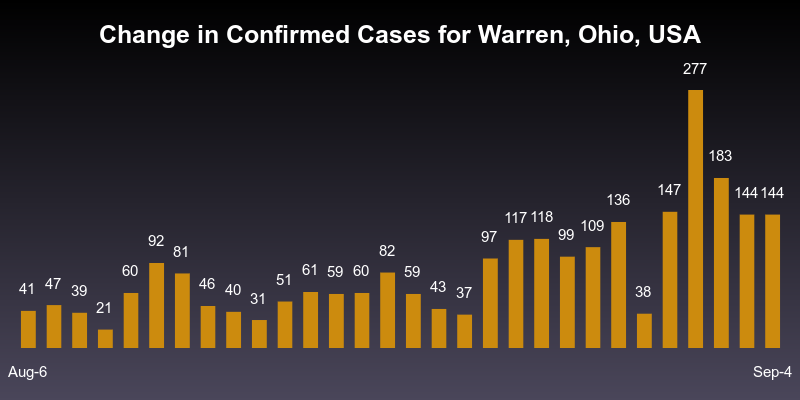 Change in Confirmed Cases for Warren, Ohio, USA
41 47 39 21 60 92 81 46 40 31 51 61 59 60 82 59 43 37 97 117 118 99 109 136 38 147 277 183 144 144
Aug-6 Sep-4